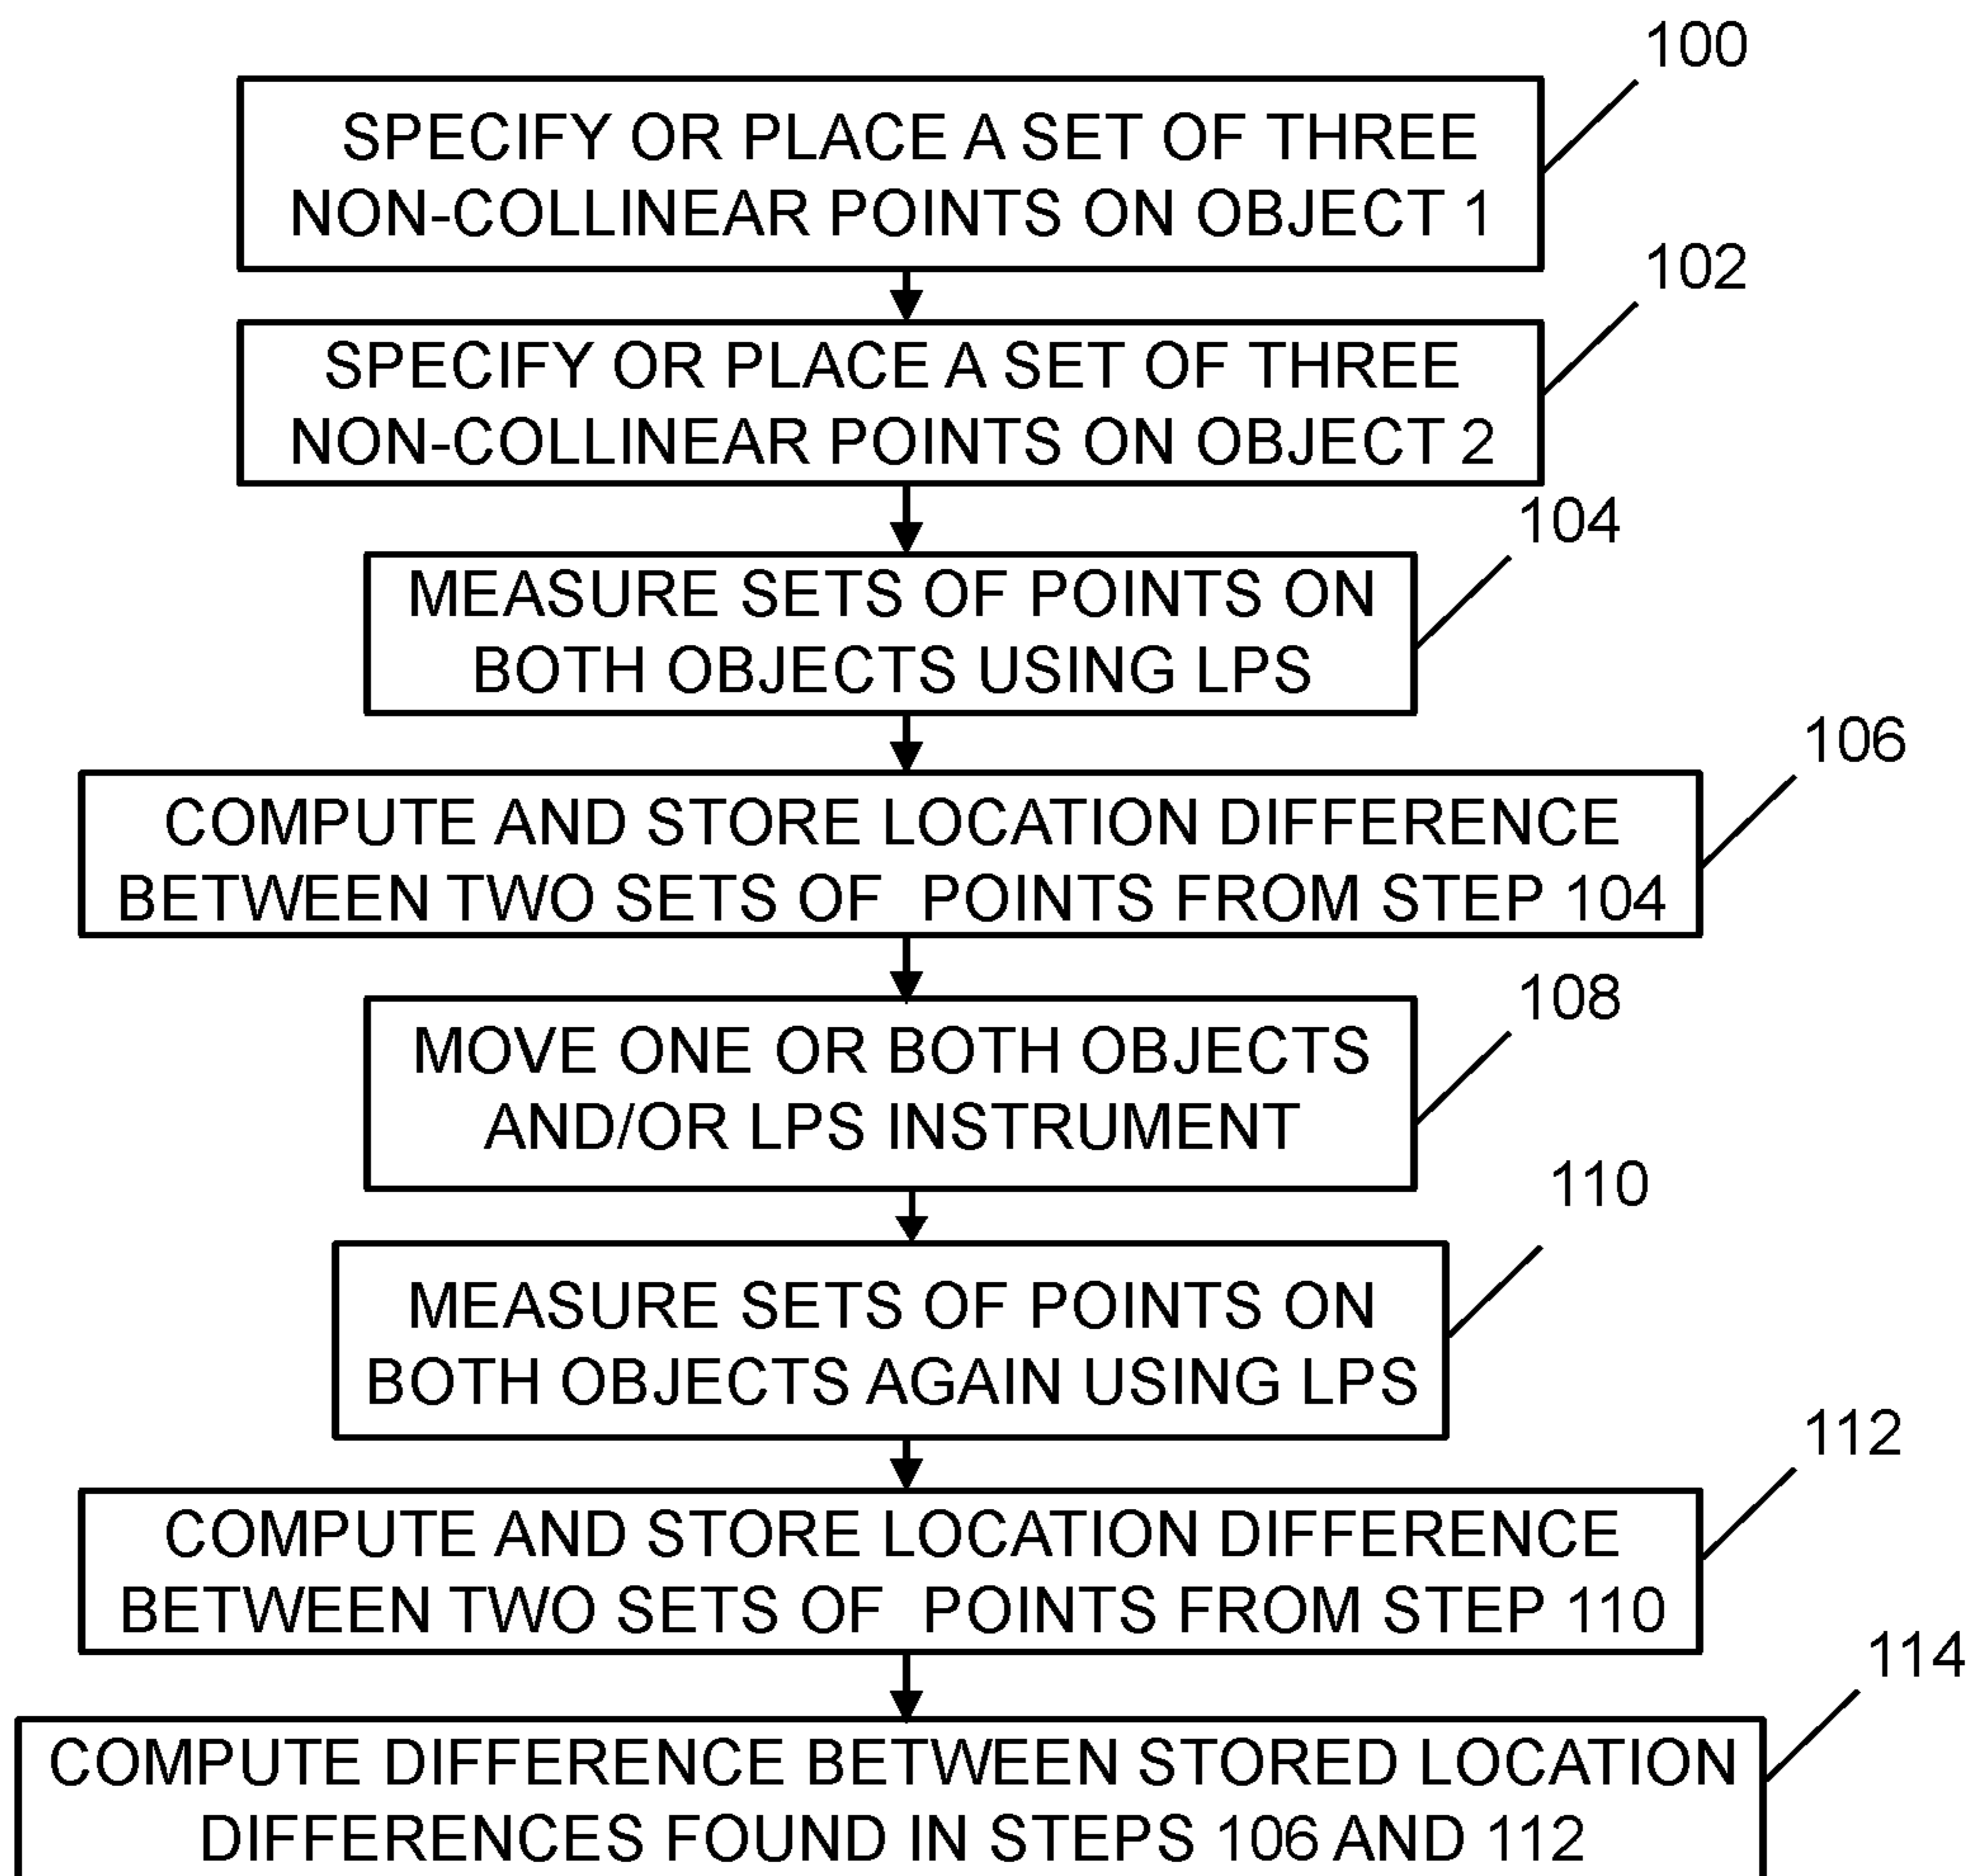 100
SPECIFY OR PLACE A SET OF THREE
NON-COLLINEAR POINTS ON OBJECT 1
102
SPECIFY OR PLACE A SET OF THREE
NON-COLLINEAR POINTS ON OBJECT 2
104
MEASURE SETS OF POINTS ON
BOTH OBJECTS USING LPS
106
COMPUTE AND STORE LOCATION DIFFERENCE
BETWEEN TWO SETS OF POINTS FROM STEP 104
108
MOVE ONE OR BOTH OBJECTS
AND/OR LPS INSTRUMENT
110
MEASURE SETS OF POINTS ON
BOTH OBJECTS AGAIN USING LPS
112
COMPUTE AND STORE LOCATION DIFFERENCE
BETWEEN TWO SETS OF POINTS FROM STEP 110
114
COMPUTE DIFFERENCE BETWEEN STORED LOCATION
DIFFERENCES FOUND IN STEPS 106 AND 112